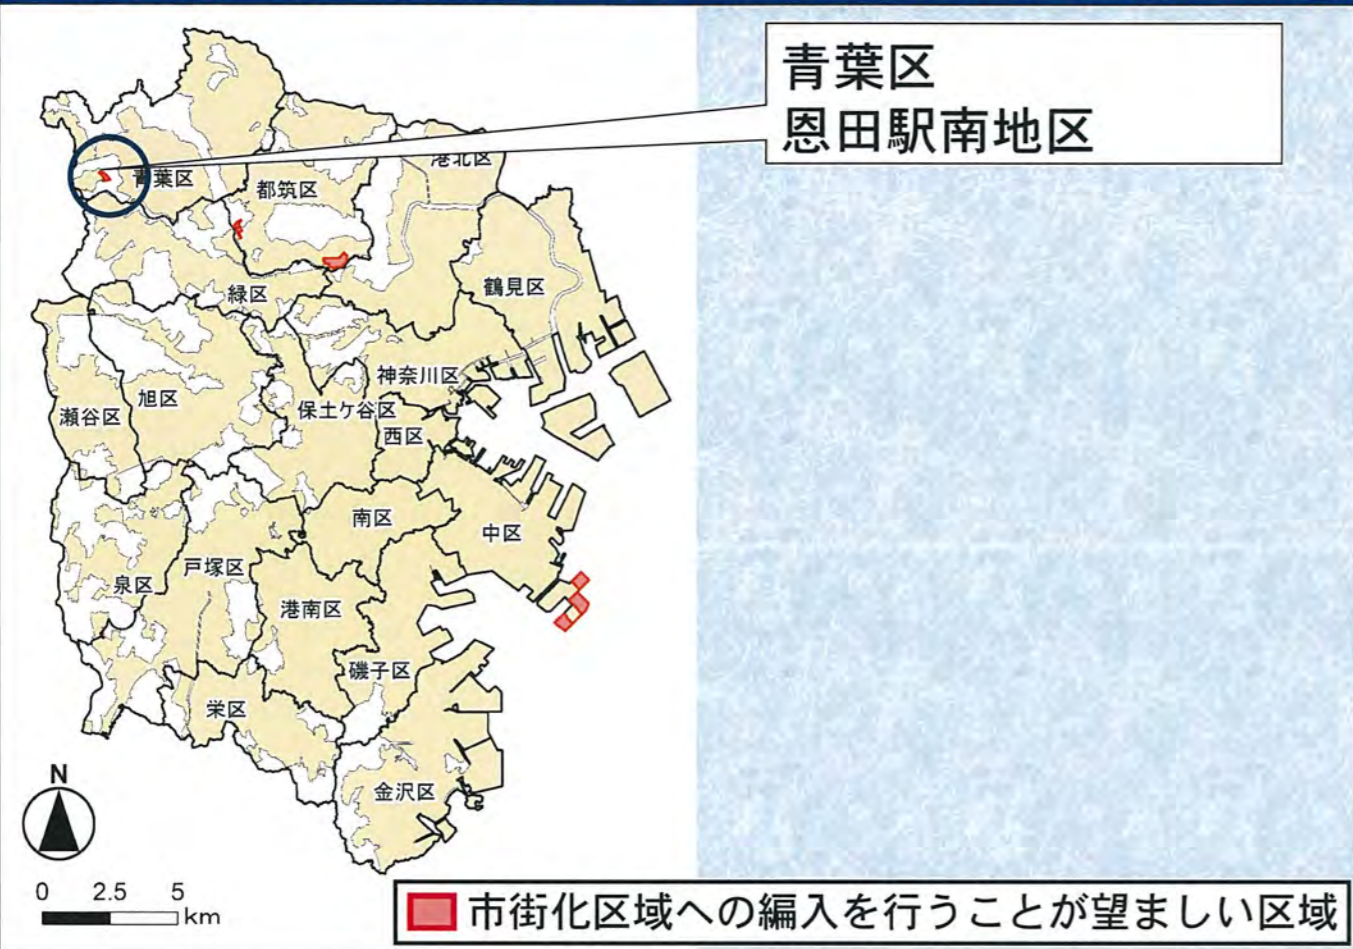 青葉区
恩田駅南地区
港北区
青葉区
都筑区
鶴見区
緑区
神奈川区
旭区
保土ケ谷区
瀬谷区
西区
南区
中区
戸塚区
泉区
港南区
磯子区
栄区
金沢区
N
0 2.5 5
km
市街化区域への編入を行うことが望ましい区域